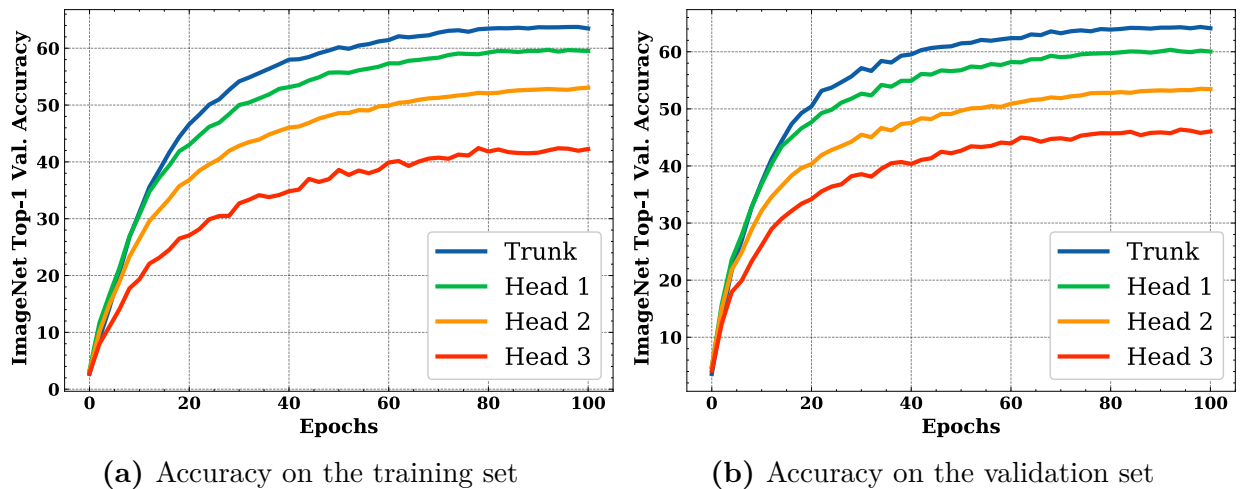 ImageNet Top-1 Val. Accuracy
60
50
40
30
20
10
0
0 20 40 60 80 100
Epochs
Trunk
Head 1
Head 2
Head 3
(a) Accuracy on the training set
ImageNet Top-1 Val. Accuracy
60
50
40
30
20
10
0 20 40 60 80 100
Epochs
Trunk
Head 1
Head 2
Head 3
(b) Accuracy on the validation set